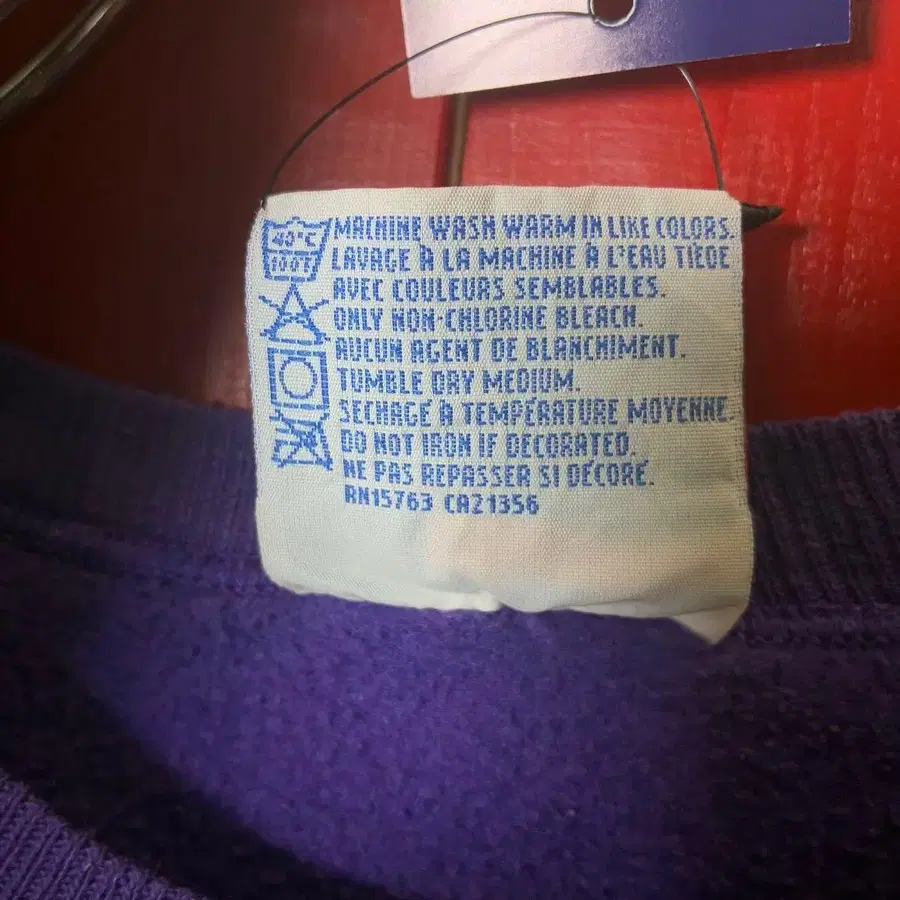 40°C
100°F
MACHINE WASH WARM IN LIKE COLORS.
LAVAGE À LA MACHINE À L'EAU TIÈDE
AVEC COULEURS SEMBLABLES.
ONLY NON-CHLORINE BLEACH.
AUCUN AGENT DE BLANCHIMENT.
TUMBLE DRY MEDIUM.
SECHAGÉ À TEMPÉRATURE MOYENNE.
DO NOT IRON IF DECORATED.
NE PAS REPASSER SI DÉCORÉ.
RN15763 CA21356